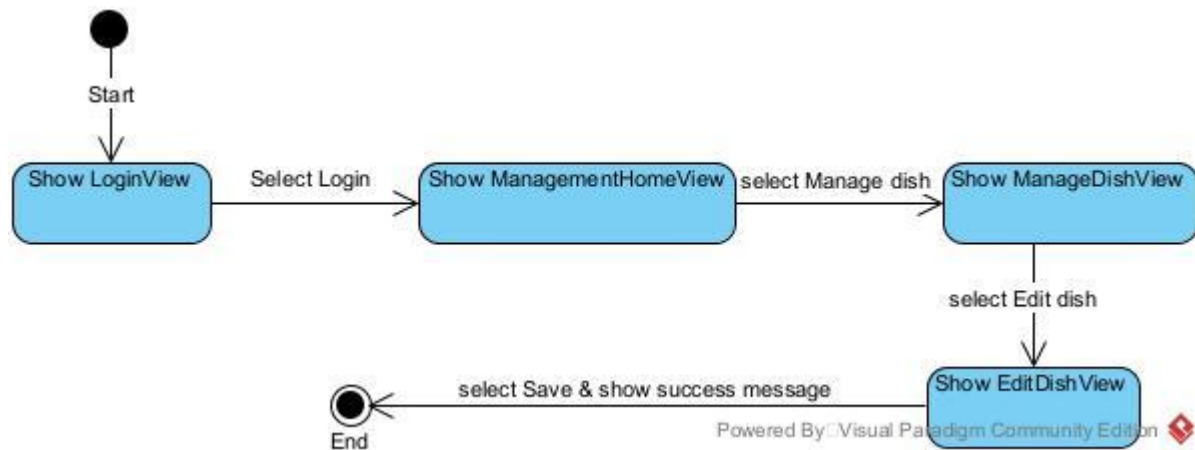 Start
Show LoginView
Select Login
Show ManagementHomeView
select Manage dish
Show ManageDishView
select Edit dish
Show EditDishView
select Save & show success message
End
Powered By Visual Paradigm Community Edition